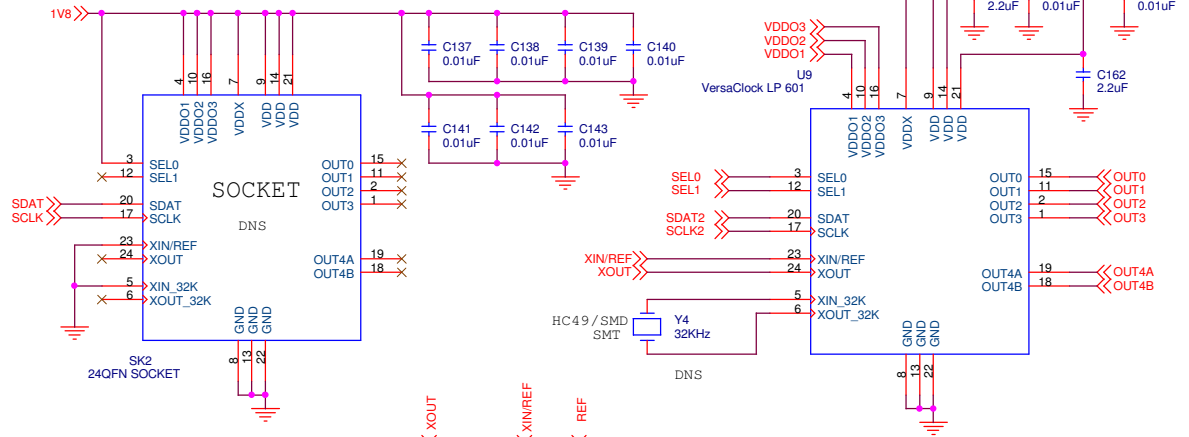 1V8
C137
0.01uF
C138
0.01uF
C139
0.01uF
C140
0.01uF
C141
0.01uF
C142
0.01uF
C143
0.01uF
4
10
16
7
9
14
21
VDDO1
VDDO2
VDDO3
VDDX
VDD
VDD
VDD
3
SEL0
12
SEL1
SDAT
20
SDAT
SCLK
17
SCLK
23
XIN/REF
24
XOUT
5
XIN_32K
6
XOUT_32K
SOCKET
DNS
OUT0
15
OUT1
11
OUT2
2
OUT3
1
OUT4A
19
OUT4B
18
GND
GND
GND
8
13
22
SK2
24QFN SOCKET
2.2uF
0.01uF
0.01uF
C162
2.2uF
VDDO3
VDDO2
VDDO1
U9
VersaClock LP 601
4
10
16
7
9
14
21
VDDO1
VDDO2
VDDO3
VDDX
VDD
VDD
VDD
SEL0
3
SEL0
SEL1
12
SEL1
SDAT2
20
SDAT
SCLK2
17
SCLK
XIN/REF
23
XIN/REF
XOUT
24
XOUT
5
XIN_32K
6
XOUT_32K
HC49/SMD
SMT
Y4
32KHz
DNS
OUT0
15
OUT0
OUT1
11
OUT1
OUT2
2
OUT2
OUT3
1
OUT3
OUT4A
19
OUT4A
OUT4B
18
OUT4B
GND
GND
GND
8
13
22
XOUT
XIN/REF
REF